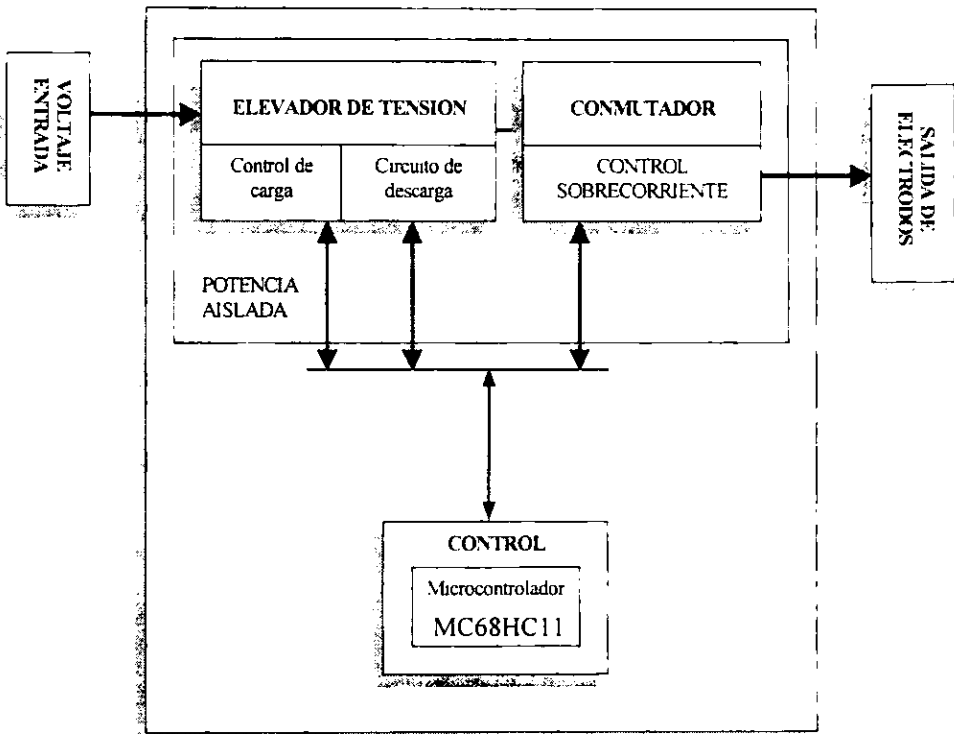 VOLTAJE
ENTRADA
ELEVADOR DE TENSION
Control de
carga
Circuito de
descarga
CONMUTADOR
CONTROL
SOBRECORRIENTE
SALIDA DE
ELECTRODOS
POTENCIA
AISLADA
CONTROL
Microcontrolador
MC68HC11